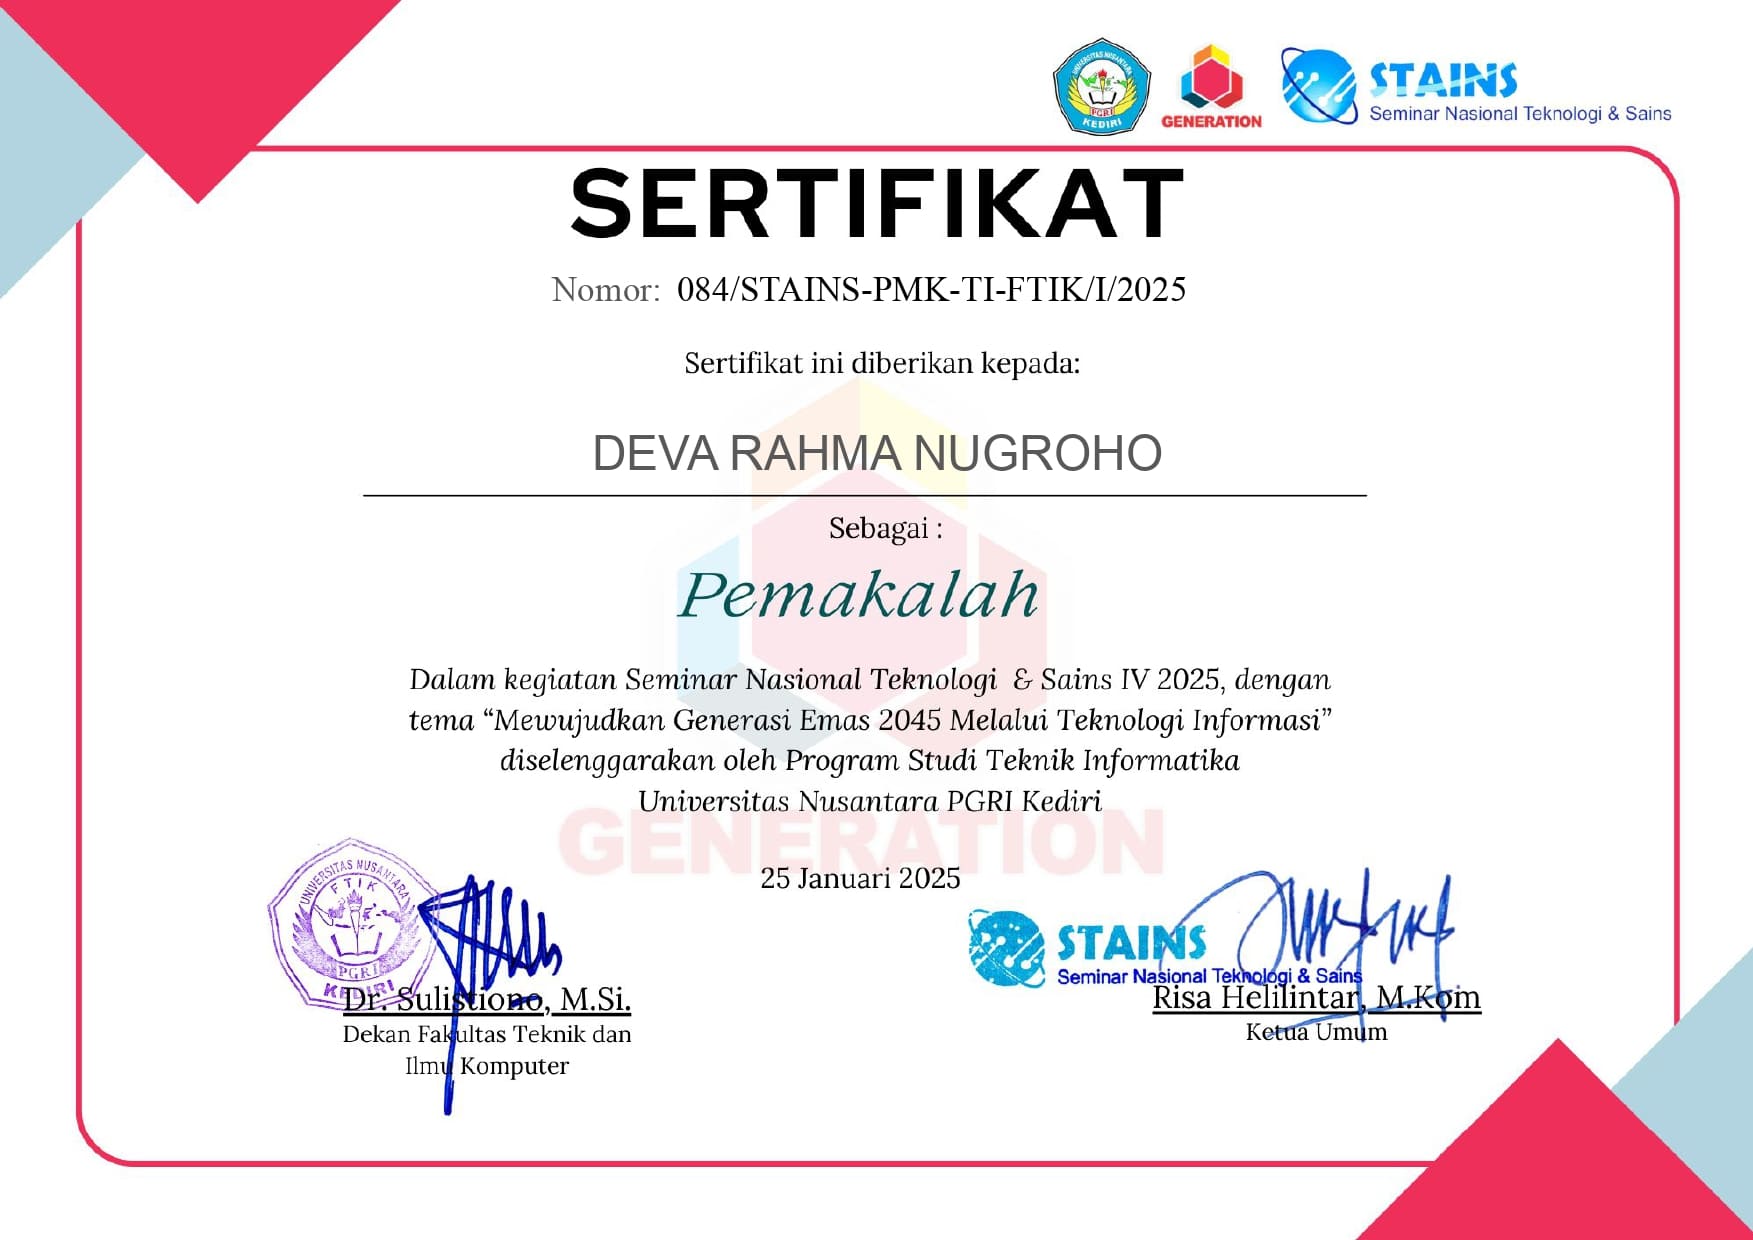 UNIVERSITAS NUSANTARA
PGRI
KEDIRI
GENERATION
STAINS
Seminar Nasional Teknologi & Sains
SERTIFIKAT
Nomor: 084/STAINS-PMK-TI-FTIK/I/2025
Sertifikat ini diberikan kepada:
DEVA RAHMA NUGROHO
Sebagai :
Pemakalah
Dalam kegiatan Seminar Nasional Teknologi & Sains IV 2025, dengan
tema “Mewujudkan Generasi Emas 2045 Melalui Teknologi Informasi”
diselenggarakan oleh Program Studi Teknik Informatika
Universitas Nusantara PGRI Kediri
GENERATION
25 Januari 2025
UNIVERSITAS NUSANTARA
FTIK
PGRI
KEDIRI
Dr. Sulistiono, M.Si.
Dekan Fakultas Teknik dan
Ilmu Komputer
STAINS
Seminar Nasional Teknologi & Sains
Risa Helilintar, M.Kom
Ketua Umum